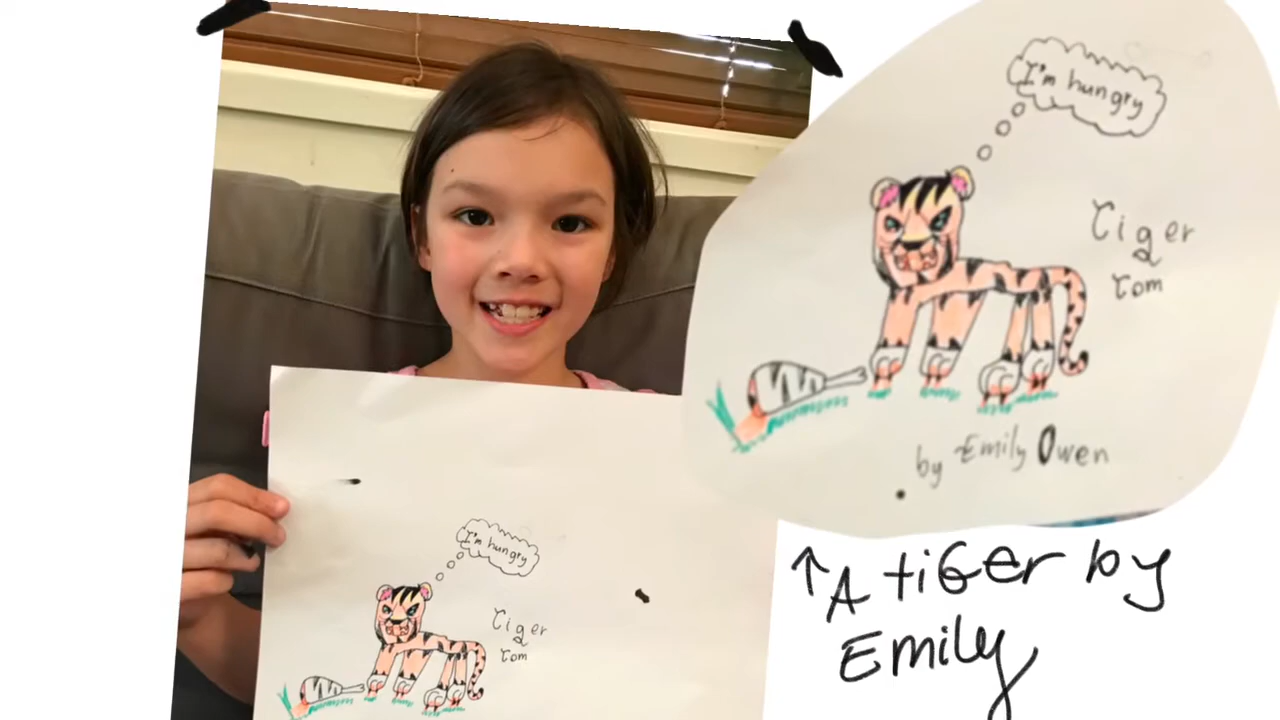 I'm hungry
Tiger
Tom
by Emily Owen
↑ A tiGer by
Emily
I'm hungry
Tiger
Tom